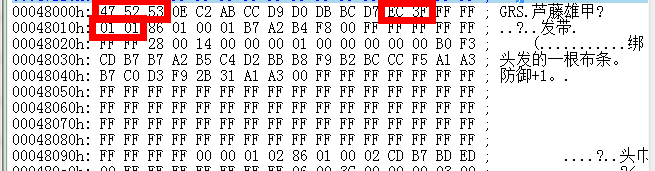 00048000h: 47 52 53 0E C2 AB CC D9 D0 DB BC D7 EC 3F FF FF ; GRS.芦藤雄甲?
00048010h: 01 01 86 01 00 01 B7 A2 B4 F8 00 FF FF FF FF FF ; ..?..发带.
00048020h: FF FF 28 00 14 00 00 00 00 01 00 00 00 00 B0 F3 ; (..........绑
00048030h: CD B7 B7 A2 B5 C4 D2 BB B8 F9 B2 BC CC F5 A1 A3 ; 头发的一根布条。
00048040h: B7 C0 D3 F9 2B 31 A1 A3 00 FF FF FF FF FF FF FF ; 防御+1。.
00048050h: FF FF FF FF FF FF FF FF FF FF FF FF FF FF FF FF ;
00048060h: FF FF FF FF FF FF FF FF FF FF FF FF FF FF FF FF ;
00048070h: FF FF FF FF FF FF FF FF FF FF FF FF FF FF FF FF ;
00048080h: FF FF FF FF FF FF FF FF FF FF FF FF FF FF FF FF ;
00048090h: FF FF FF FF 00 00 01 02 86 01 00 02 CD B7 BD ED ; ....?..头巾